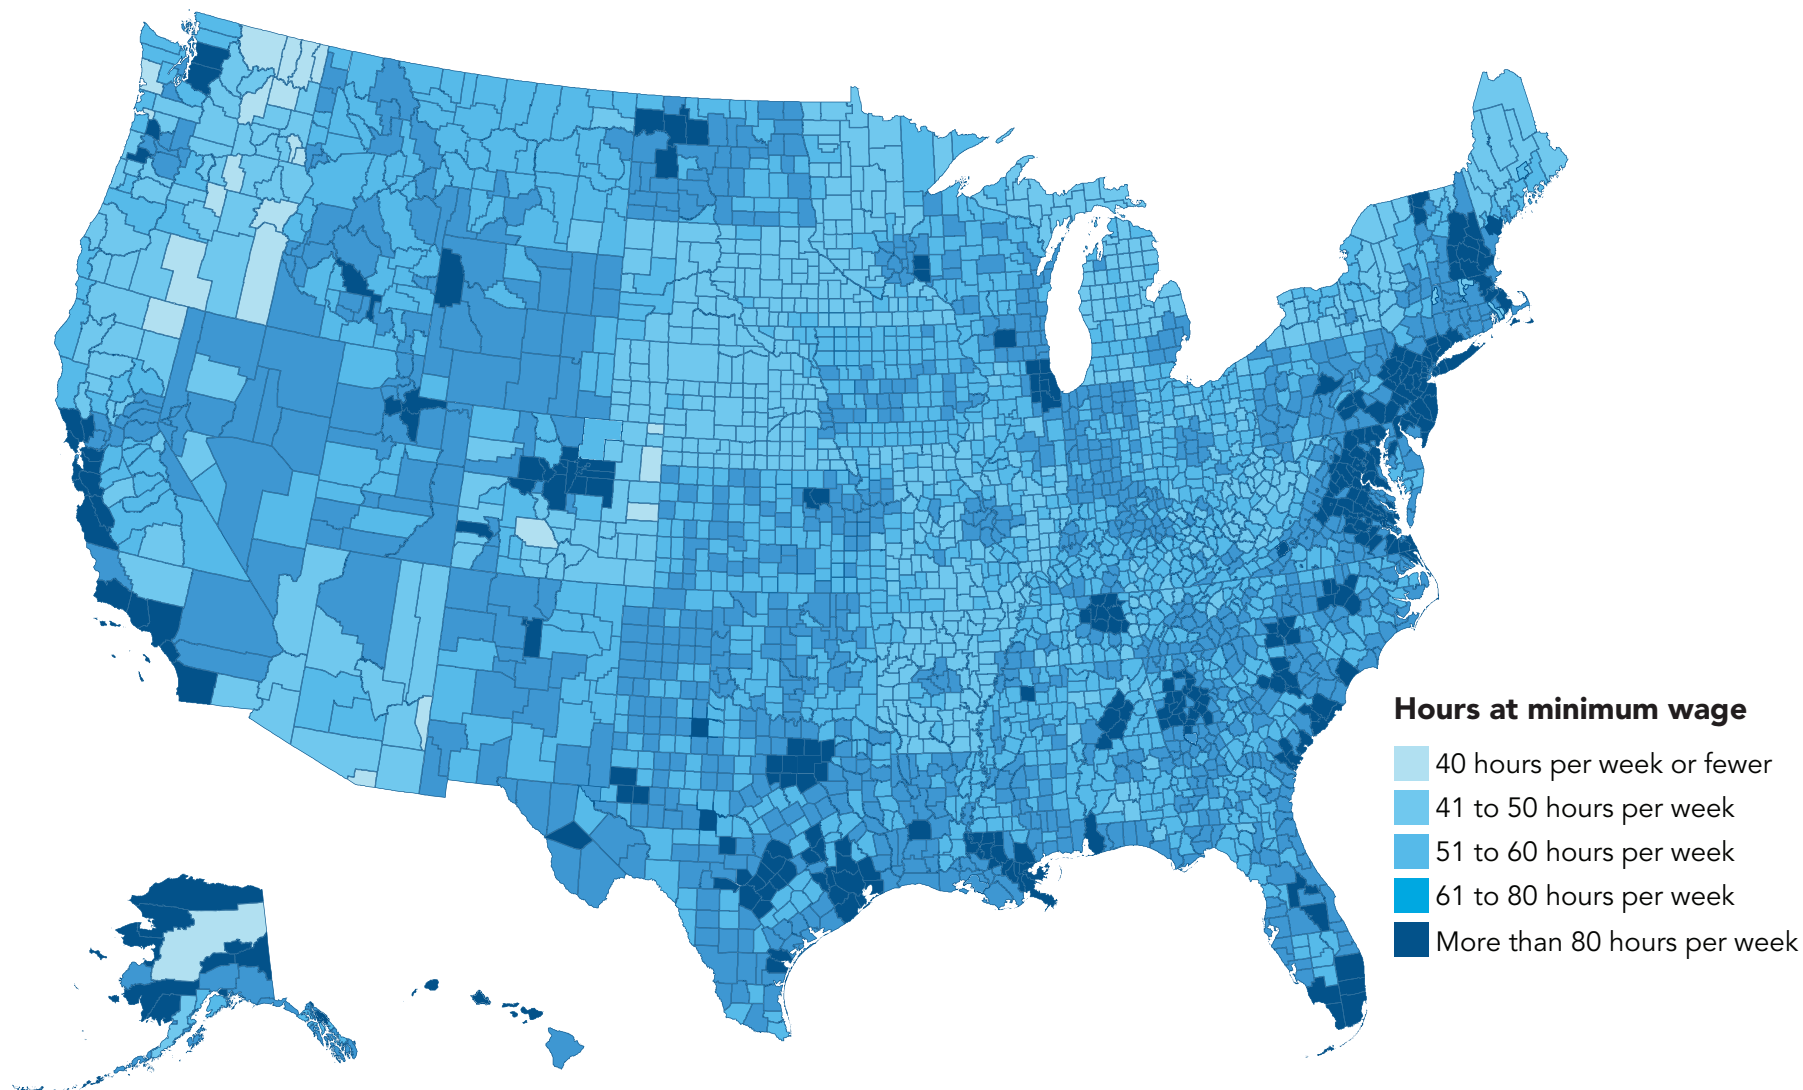 Hours at minimum wage
40 hours per week or fewer
41 to 50 hours per week
51 to 60 hours per week
61 to 80 hours per week
More than 80 hours per week